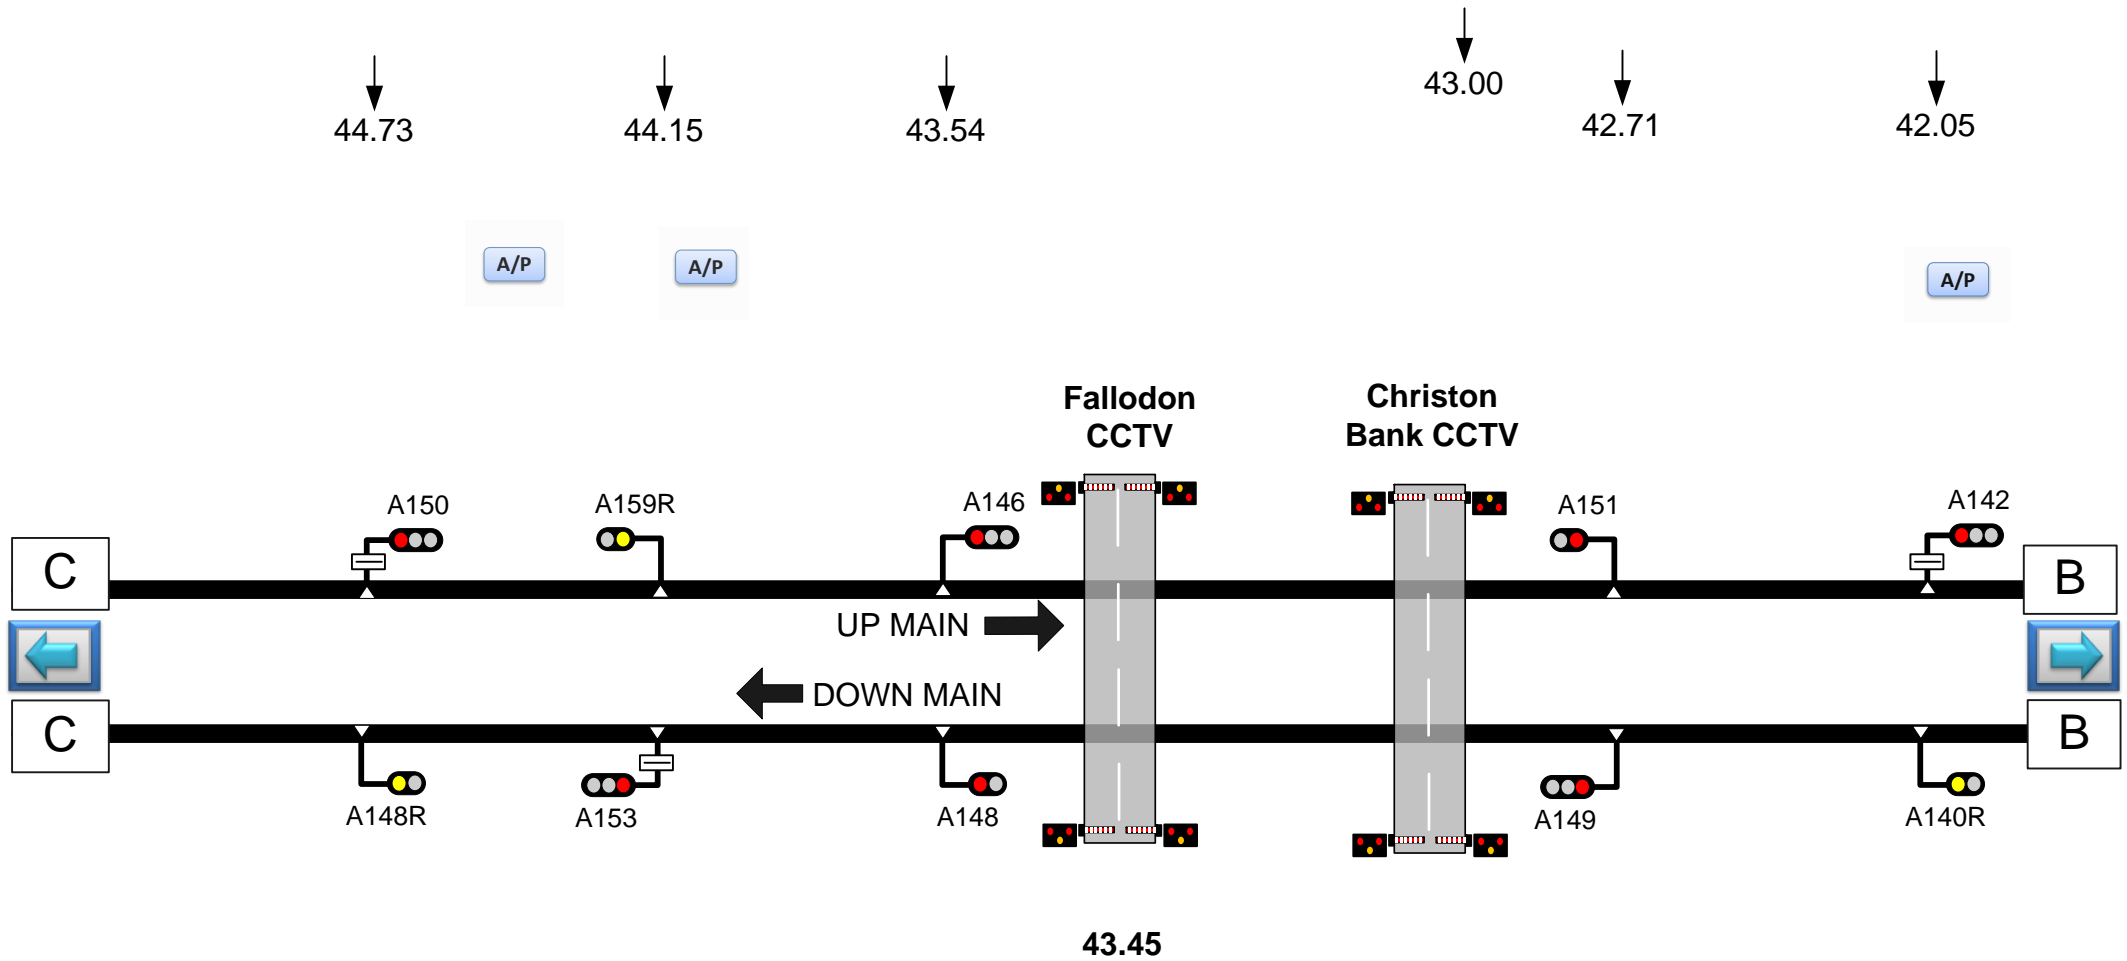 43.00
44.73
44.15
43.54
42.71
42.05
A/P
A/P
A/P
Fallodon
CCTV
Christon
Bank CCTV
A150
A159R
A146
A151
A142
C
B
UP MAIN
DOWN MAIN
C
B
A148R
A153
A148
A149
A140R
43.45